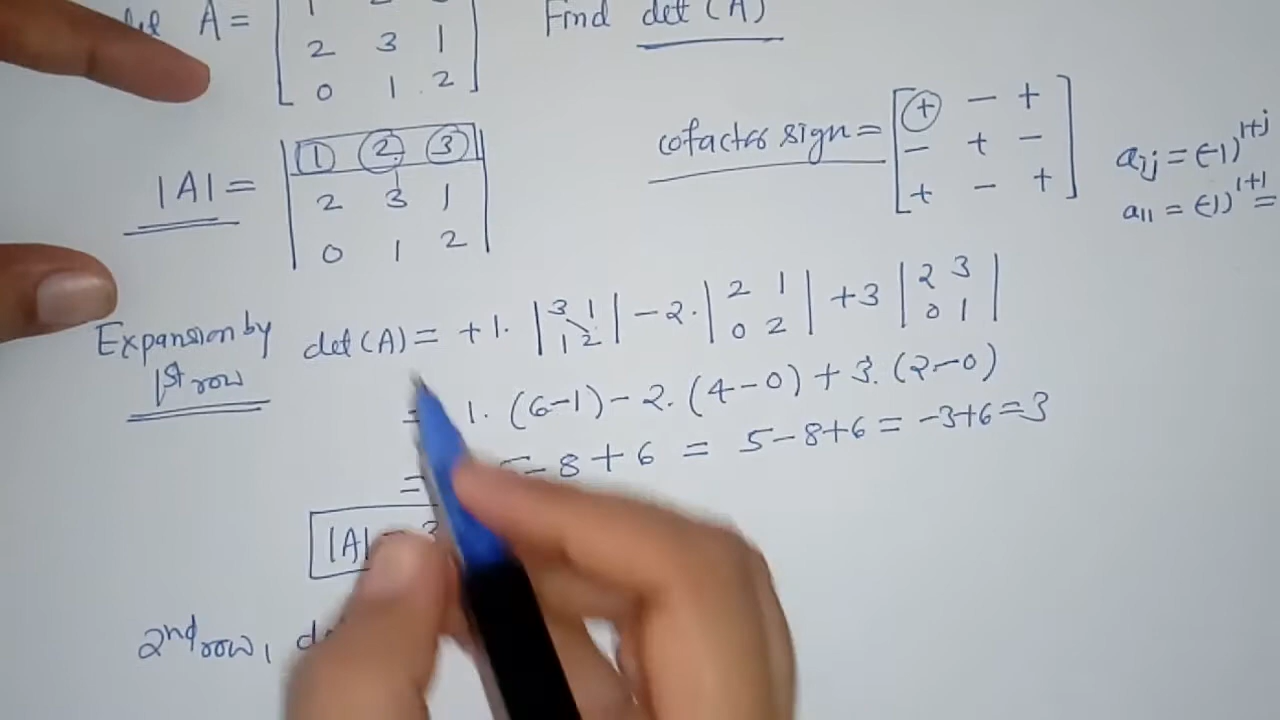 A =
Find det (A)
2 3 1
0 1 2
|A| = | 1 2 3 |
2 3 1
0 1 2
cofactor sign = [ + − +
− + −
+ − + ]
a1j = (-1)^1+j
a11 = (-1)^1+1 =
Expansion by
1st row
det (A) = +1. |3 1| − 2. |2 1| + 3 |2 3|
|1 2| |0 2| |0 1|
= 1. (6−1) − 2. (4−0) + 3. (2−0)
= − 8 + 6 = 5 − 8 + 6 = −3 + 6 = 3
|A| = 3
2nd row,